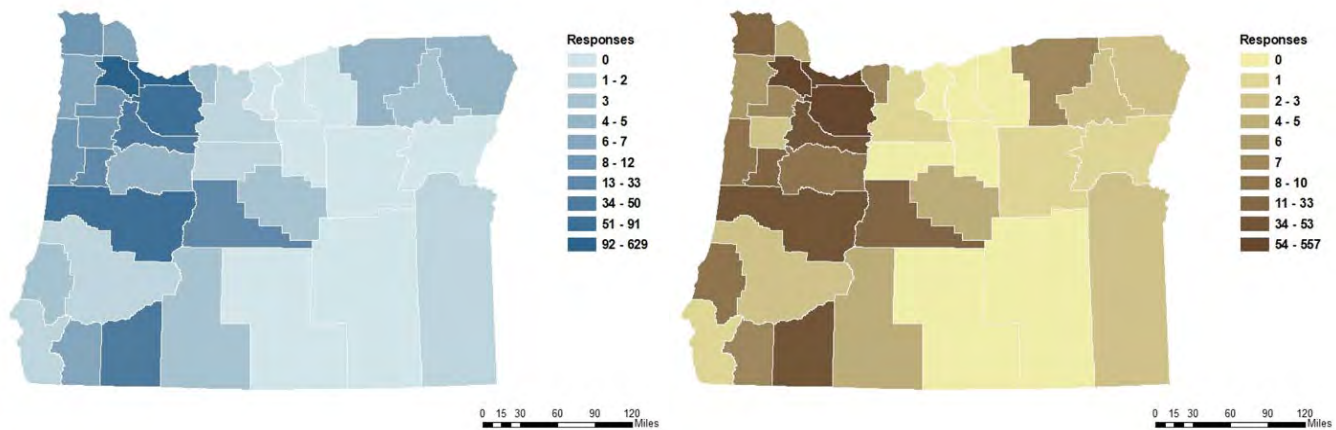 Responses
0
1 - 2
3
4 - 5
6 - 7
8 - 12
13 - 33
34 - 50
51 - 91
92 - 629
0 15 30 60 90 120
Miles
Responses
0
1
2 - 3
4 - 5
6
7
8 - 10
11 - 33
34 - 53
54 - 557
0 15 30 60 90 120
Miles